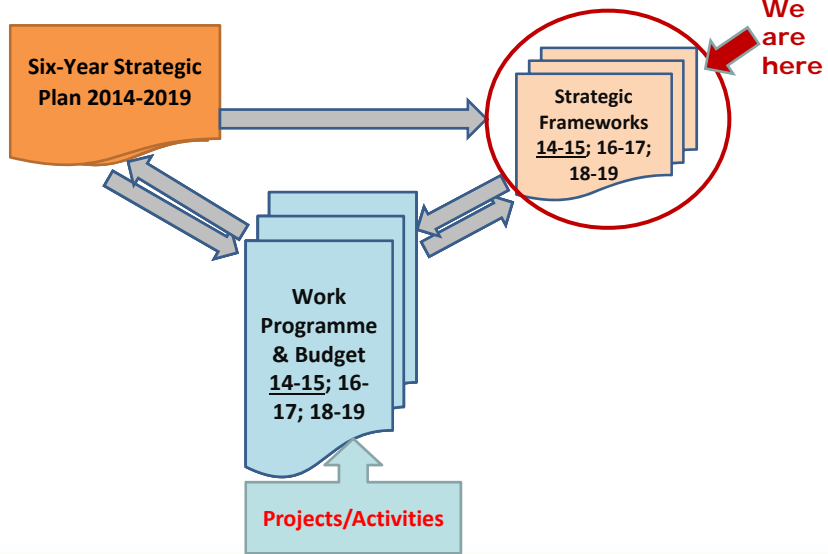 Six-Year Strategic
Plan 2014-2019
We
are
here
Strategic
Frameworks
14-15; 16-17;
18-19
Work
Programme
& Budget
14-15; 16-
17; 18-19
Projects/Activities